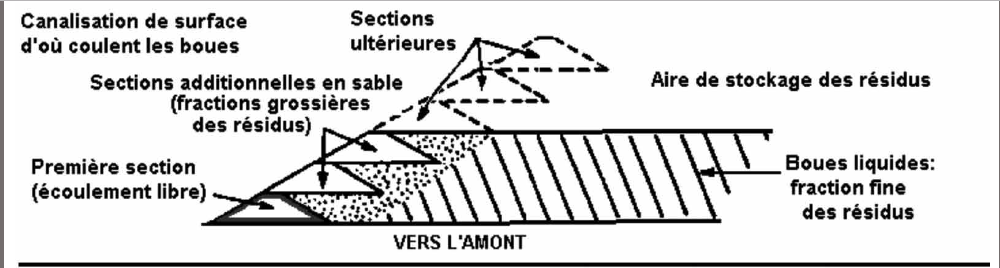 Canalisation de surface
d'où coulent les boues
Sections
ultérieures
Sections additionnelles en sable
(fractions grossières
des résidus)
Aire de stockage des résidus
Première section
(écoulement libre)
Boues liquides:
fraction fine
des résidus
VERS L'AMONT